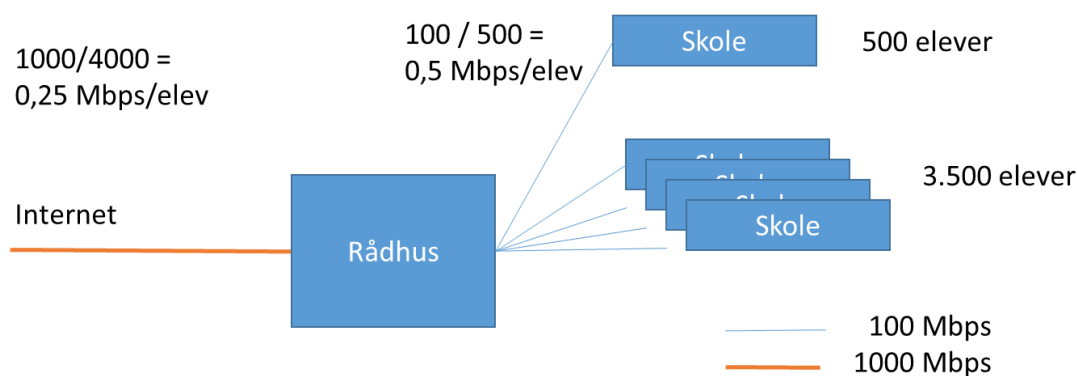 1000/4000 =
0,25 Mbps/elev
100 / 500 =
0,5 Mbps/elev
Skole
500 elever
Skole
3.500 elever
Internet
Rådhus
100 Mbps
1000 Mbps